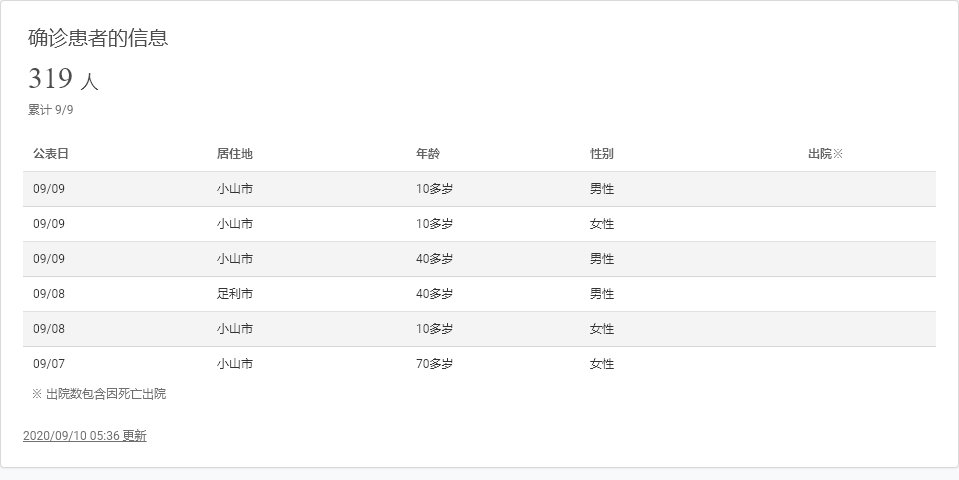 确诊患者的信息
319 人
累计 9/9
公表日 居住地 年龄 性别 出院※
09/09 小山市 10多岁 男性
09/09 小山市 10多岁 女性
09/09 小山市 40多岁 男性
09/08 足利市 40多岁 男性
09/08 小山市 10多岁 女性
09/07 小山市 70多岁 女性
※ 出院数包含因死亡出院
2020/09/10 05:36 更新